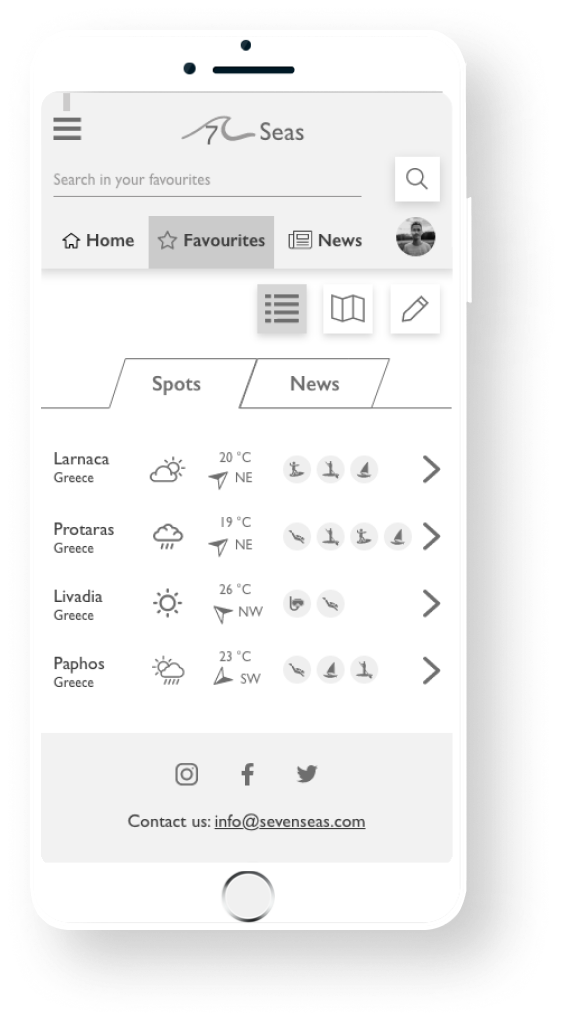 7 Seas
Search in your favourites
Home Favourites News
Spots News
Larnaca
Greece
20 °C
NE
Protaras
Greece
19 °C
NE
Livadia
Greece
26 °C
NW
Paphos
Greece
23 °C
SW
Contact us: info@sevenseas.com